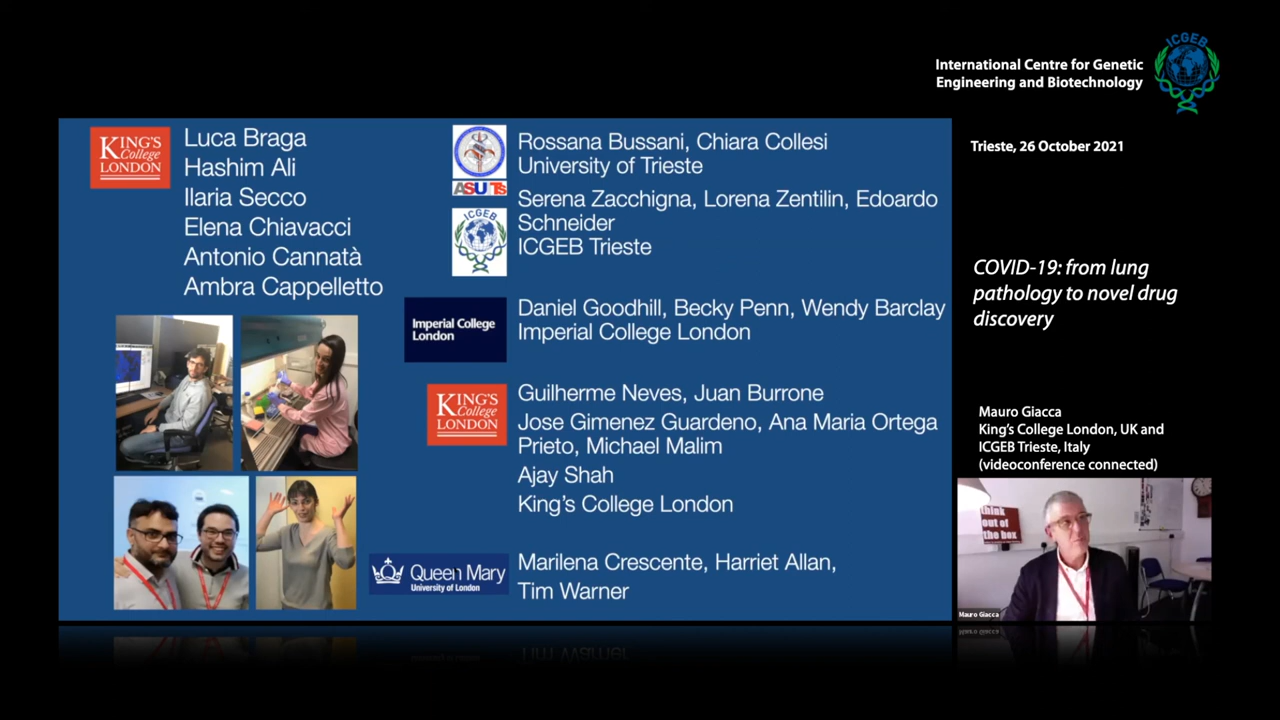 ICGEB
International Centre for Genetic
Engineering and Biotechnology
Trieste, 26 October 2021
KING'S
College
LONDON
Luca Braga
Hashim Ali
Ilaria Secco
Elena Chiavacci
Antonio Cannatà
Ambra Cappelletto
Rossana Bussani, Chiara Collesi
University of Trieste
ASU TS
Serena Zacchigna, Lorena Zentilin, Edoardo
Schneider
ICGEB Trieste
ICGEB
Imperial College
London
Daniel Goodhill, Becky Penn, Wendy Barclay
Imperial College London
KING'S
College
LONDON
Guilherme Neves, Juan Burrone
Jose Gimenez Guardeno, Ana Maria Ortega
Prieto, Michael Malim
Ajay Shah
King's College London
Queen Mary
University of London
Marilena Crescente, Harriet Allan,
Tim Warner
COVID-19: from lung
pathology to novel drug
discovery
Mauro Giacca
King's College London, UK and
ICGEB Trieste, Italy
(videoconference connected)
think
out of
the box
Mauro Giacca